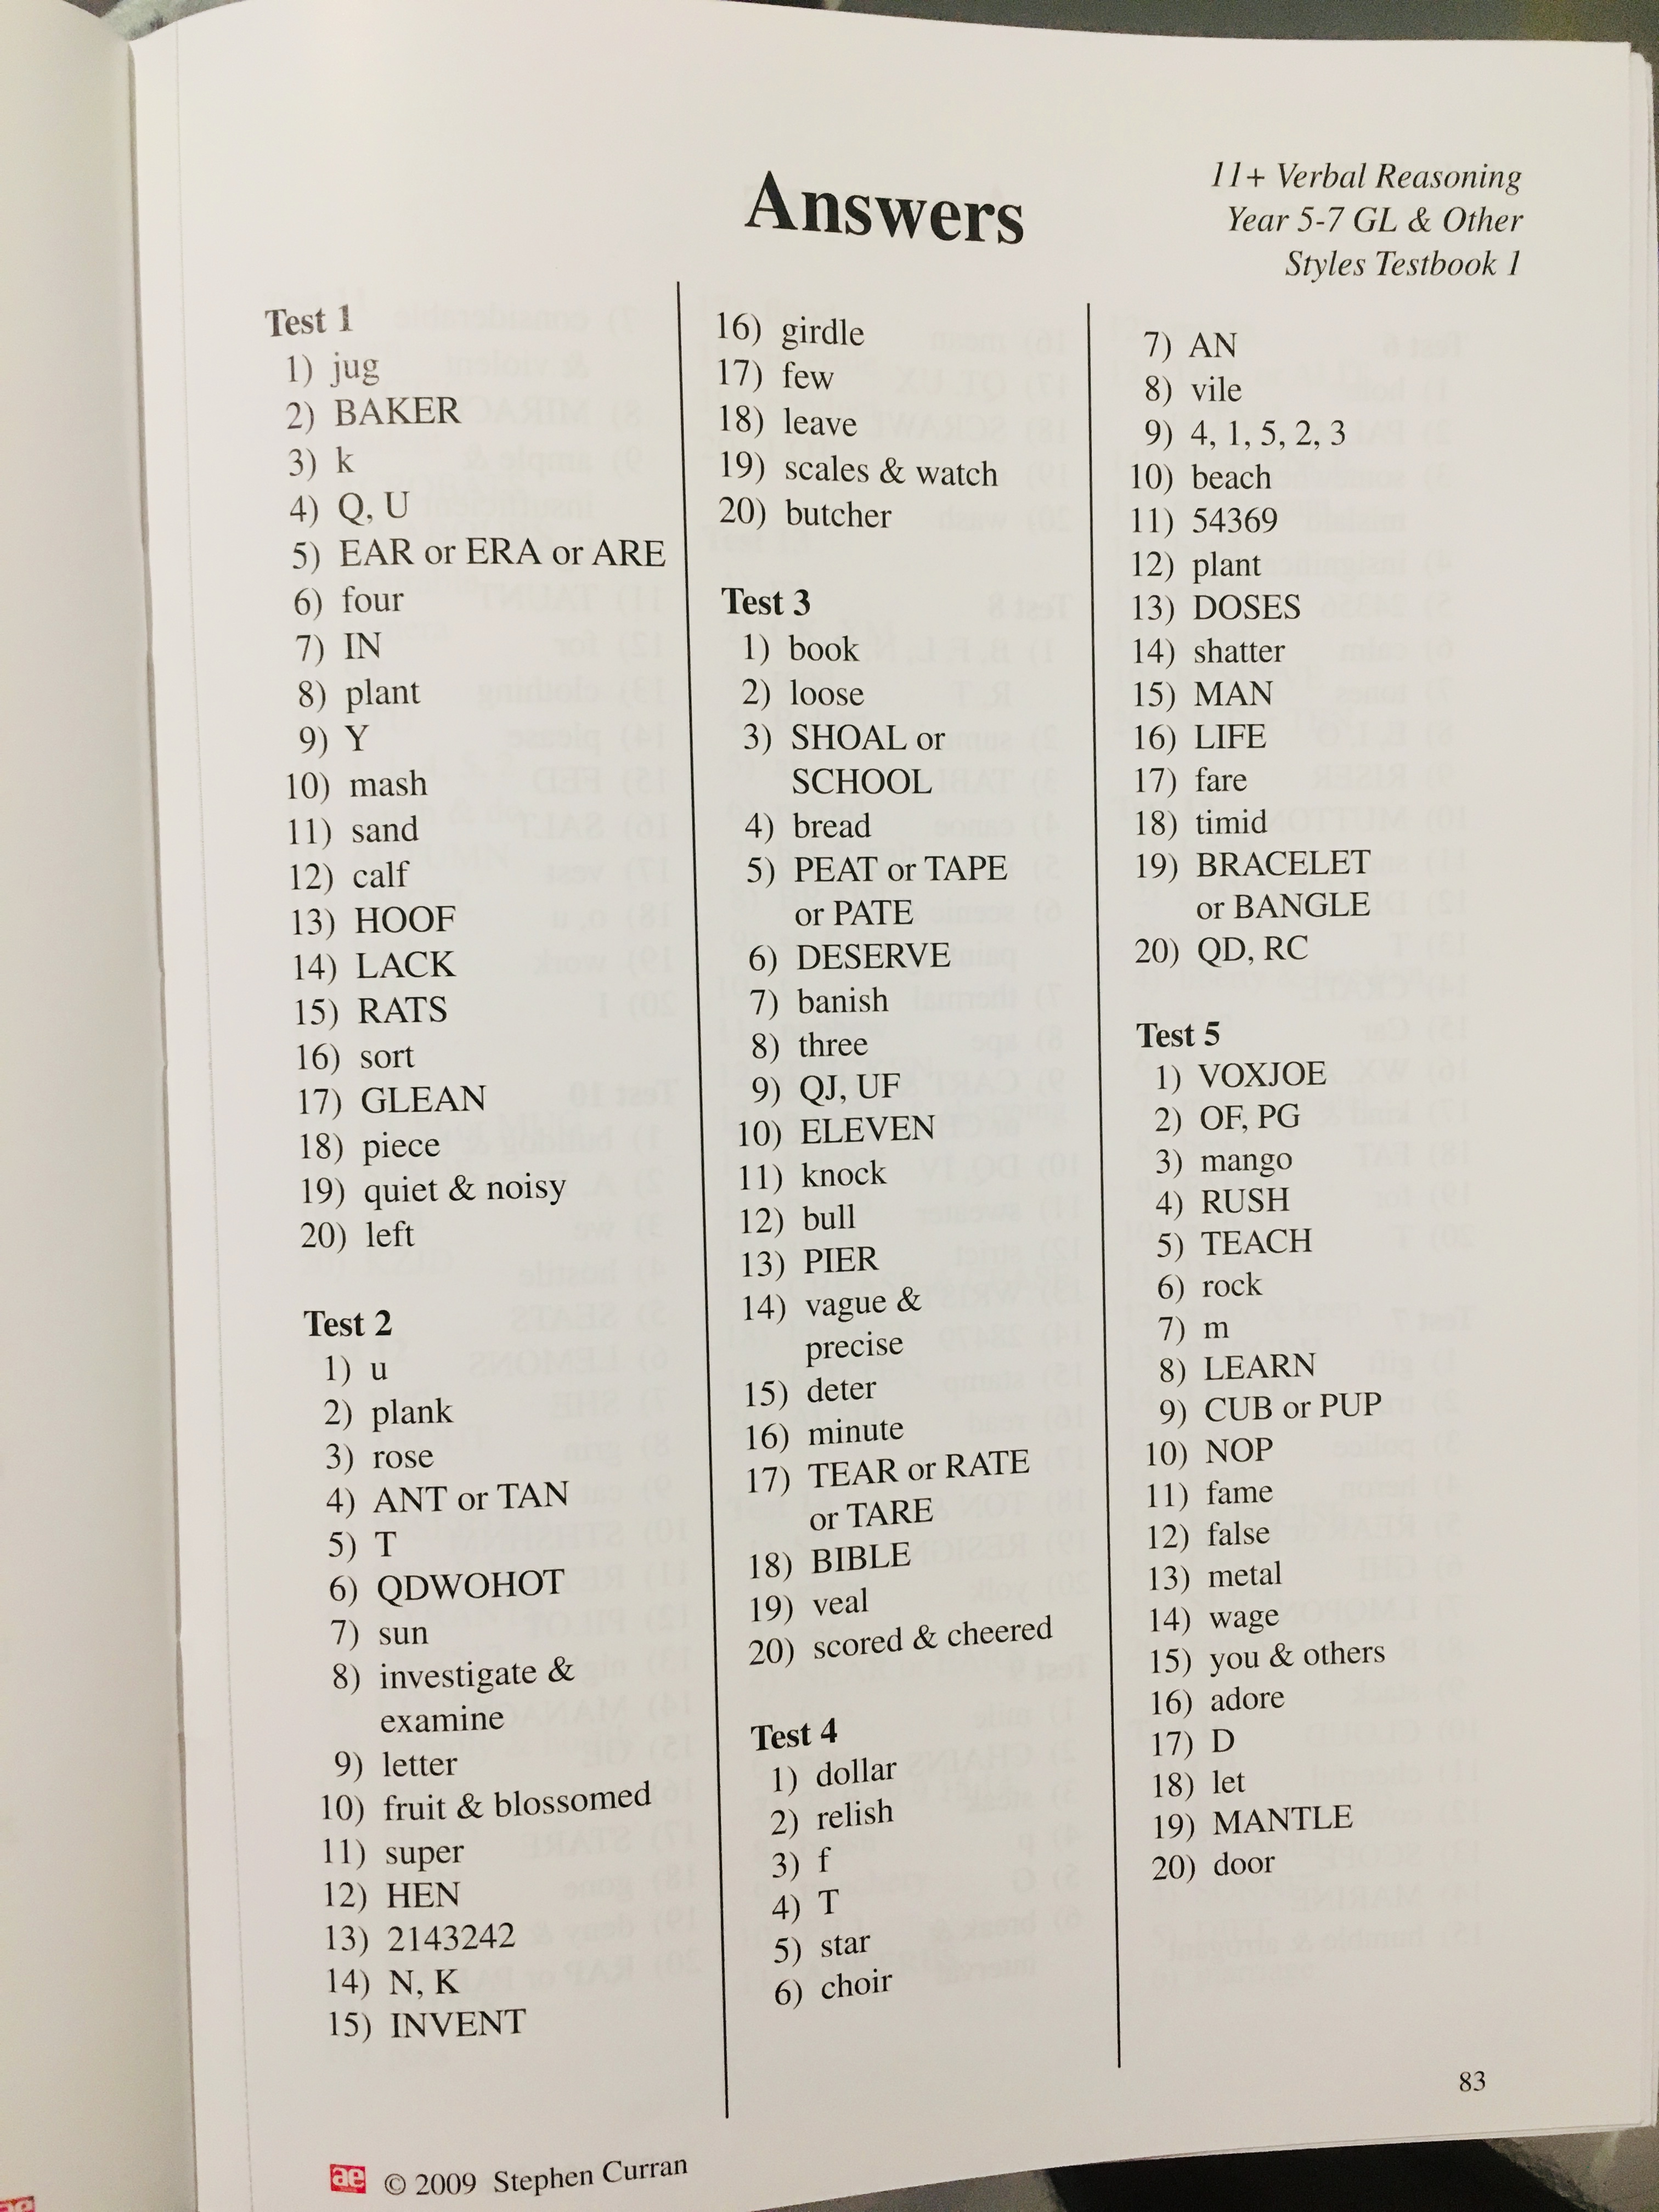 Answers
11+ Verbal Reasoning
Year 5-7 GL & Other
Styles Testbook 1
Test 1
1) jug
2) BAKER
3) k
4) Q, U
5) EAR or ERA or ARE
6) four
7) IN
8) plant
9) Y
10) mash
11) sand
12) calf
13) HOOF
14) LACK
15) RATS
16) sort
17) GLEAN
18) piece
19) quiet & noisy
20) left
Test 2
1) u
2) plank
3) rose
4) ANT or TAN
5) T
6) QDWOHOT
7) sun
8) investigate &
examine
9) letter
10) fruit & blossomed
11) super
12) HEN
13) 2143242
14) N, K
15) INVENT
16) girdle
17) few
18) leave
19) scales & watch
20) butcher
Test 3
1) book
2) loose
3) SHOAL or
SCHOOL
4) bread
5) PEAT or TAPE
or PATE
6) DESERVE
7) banish
8) three
9) QJ, UF
10) ELEVEN
11) knock
12) bull
13) PIER
14) vague &
precise
15) deter
16) minute
17) TEAR or RATE
or TARE
18) BIBLE
19) veal
20) scored & cheered
Test 4
1) dollar
2) relish
3) f
4) T
5) star
6) choir
7) AN
8) vile
9) 4, 1, 5, 2, 3
10) beach
11) 54369
12) plant
13) DOSES
14) shatter
15) MAN
16) LIFE
17) fare
18) timid
19) BRACELET
or BANGLE
20) QD, RC
Test 5
1) VOXJOE
2) OF, PG
3) mango
4) RUSH
5) TEACH
6) rock
7) m
8) LEARN
9) CUB or PUP
10) NOP
11) fame
12) false
13) metal
14) wage
15) you & others
16) adore
17) D
18) let
19) MANTLE
20) door
83
ae © 2009 Stephen Curran